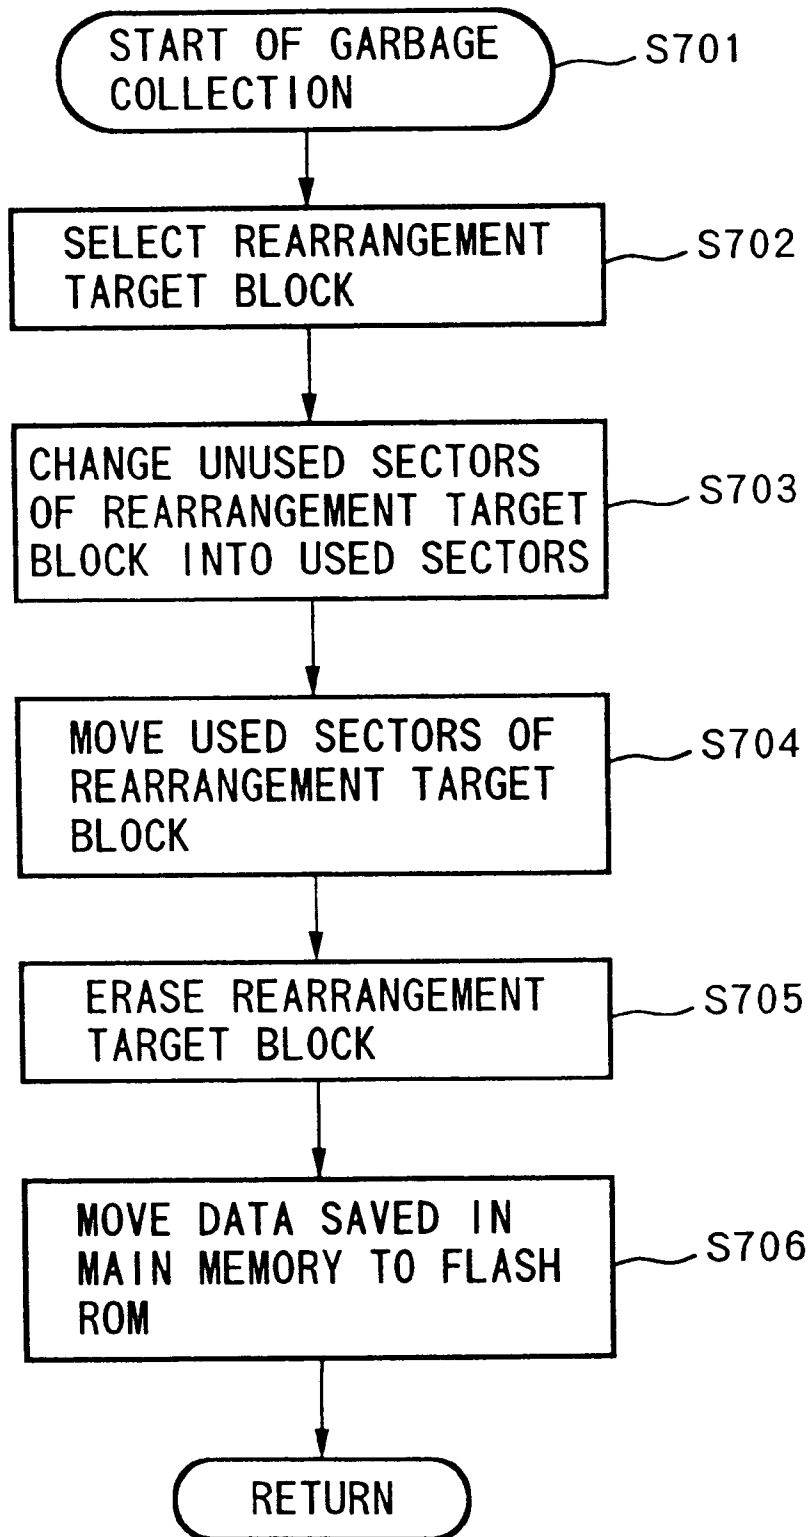 START OF GARBAGE
COLLECTION
S701
SELECT REARRANGEMENT
TARGET BLOCK
S702
CHANGE UNUSED SECTORS
OF REARRANGEMENT TARGET
BLOCK INTO USED SECTORS
S703
MOVE USED SECTORS OF
REARRANGEMENT TARGET
BLOCK
S704
ERASE REARRANGEMENT
TARGET BLOCK
S705
MOVE DATA SAVED IN
MAIN MEMORY TO FLASH
ROM
S706
RETURN